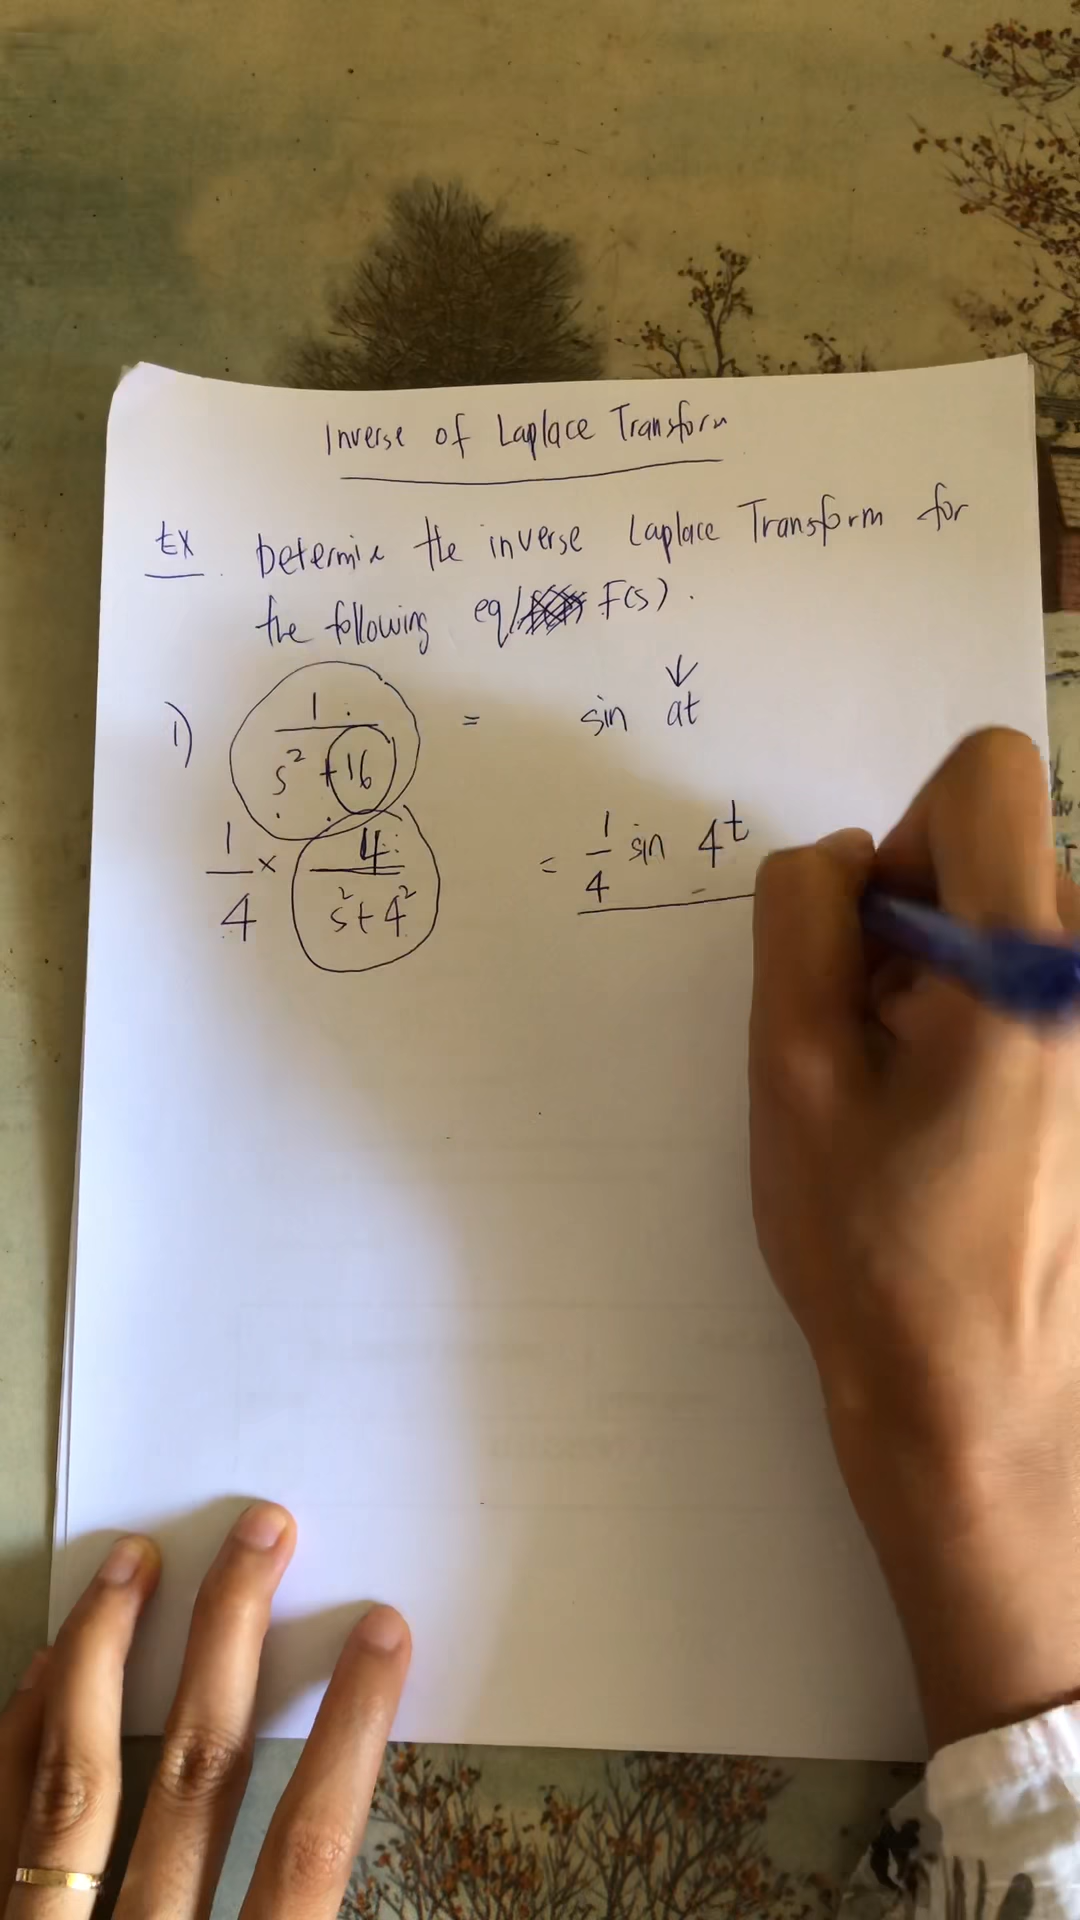 Inverse of Laplace Transform
Ex. Determine the inverse Laplace Transform for
the following eq/ F(s).
↓
1) 1/(s² + 16) = sin at
1/4 × 4/(s² + 4²) = 1/4 sin 4t